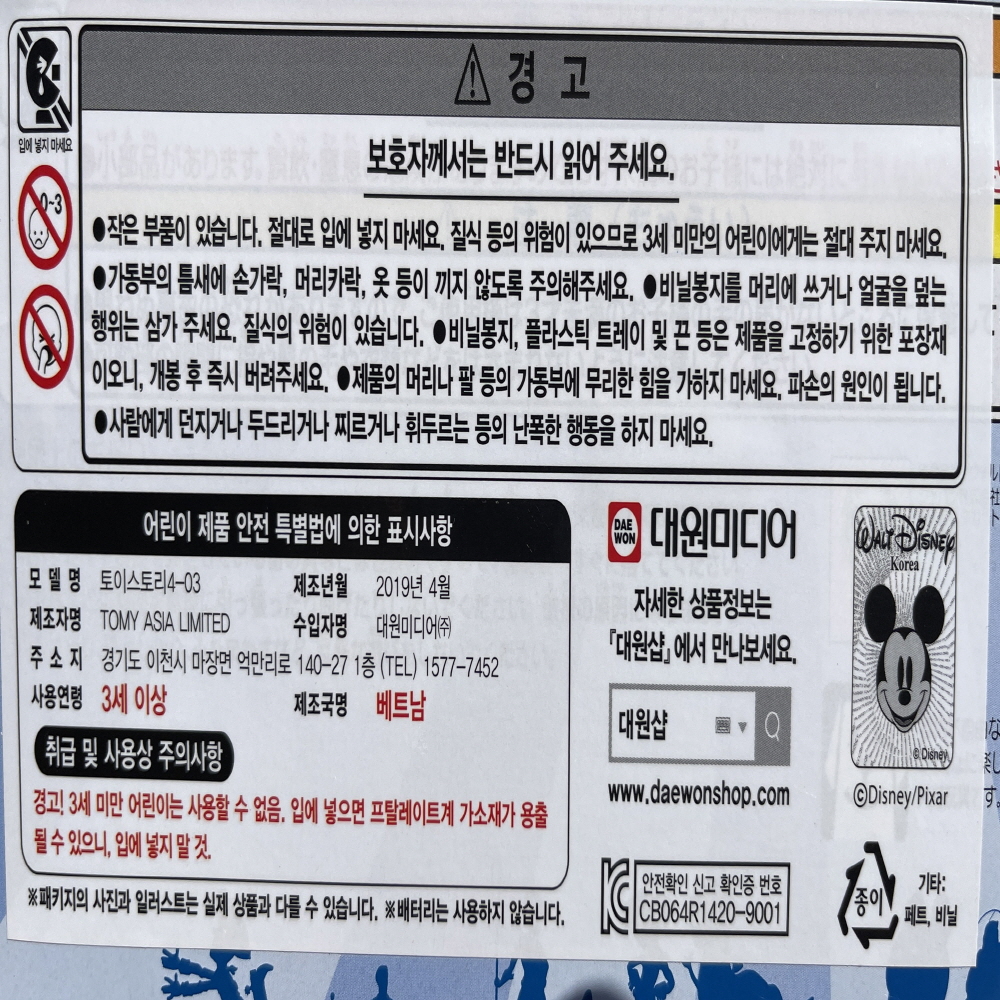 경 고
입에 넣지 마세요
보호자께서는 반드시 읽어 주세요.
0~3
●작은 부품이 있습니다. 절대로 입에 넣지 마세요. 질식 등의 위험이 있으므로 3세 미만의 어린이에게는 절대 주지 마세요.
●가동부의 틈새에 손가락, 머리카락, 옷 등이 끼지 않도록 주의해주세요. ●비닐봉지를 머리에 쓰거나 얼굴을 덮는
행위는 삼가 주세요. 질식의 위험이 있습니다. ●비닐봉지, 플라스틱 트레이 및 끈 등은 제품을 고정하기 위한 포장재
이오니, 개봉 후 즉시 버려주세요. ●제품의 머리나 팔 등의 가동부에 무리한 힘을 가하지 마세요. 파손의 원인이 됩니다.
●사람에게 던지거나 두드리거나 찌르거나 휘두르는 등의 난폭한 행동을 하지 마세요.
어린이 제품 안전 특별법에 의한 표시사항
모 델 명 토이스토리4-03 제조년월 2019년 4월
제조자명 TOMY ASIA LIMITED 수입자명 대원미디어㈜
주 소 지 경기도 이천시 마장면 억만리로 140-27 1층 (TEL) 1577-7452
사용연령 3세 이상 제조국명 베트남
취급 및 사용상 주의사항
경고! 3세 미만 어린이는 사용할 수 없음. 입에 넣으면 프탈레이트계 가소재가 용출
될 수 있으니, 입에 넣지 말 것.
※패키지의 사진과 일러스트는 실제 상품과 다를 수 있습니다. ※배터리는 사용하지 않습니다.
DAE
WON 대원미디어
자세한 상품정보는
『대원샵』에서 만나보세요.
대원샵
www.daewonshop.com
WALT DISNEY
Korea
© Disney
©Disney/Pixar
안전확인 신고 확인증 번호
CB064R1420-9001
종이
기타:
페트, 비닐